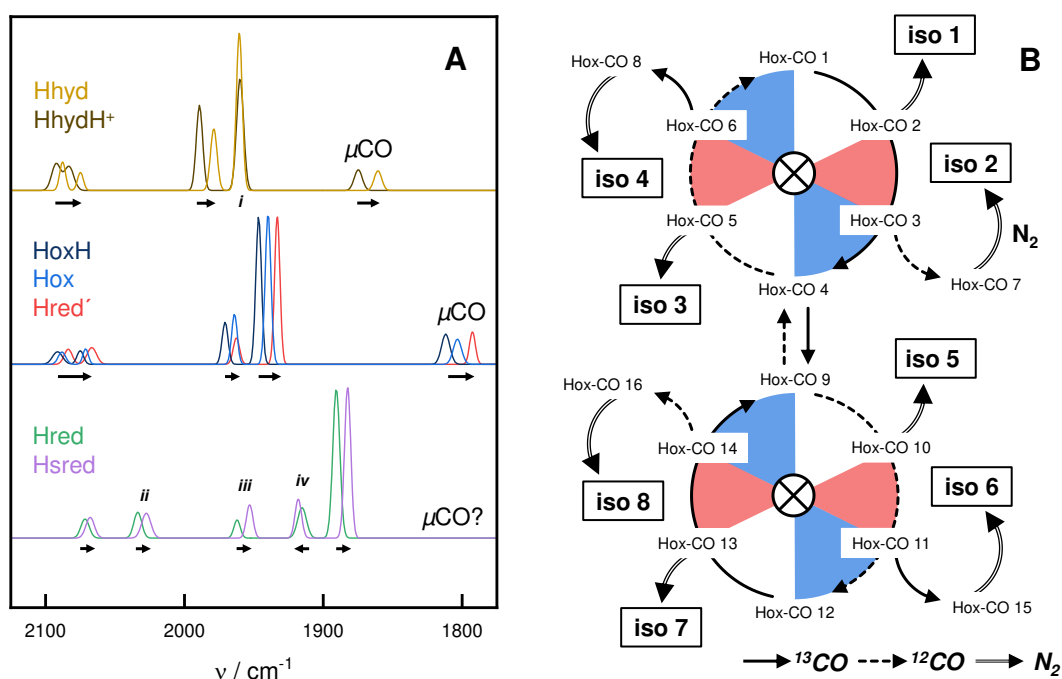 A
Hhyd
HhydH⁺
μCO
i
HoxH
Hox
Hred´
μCO
Hred
Hsred
ii
iii
iv
μCO?
2100
2000
1900
1800
ν / cm⁻¹
B
Hox-CO 1
iso 1
Hox-CO 8
Hox-CO 6
Hox-CO 2
iso 4
iso 2
Hox-CO 5
Hox-CO 3
N₂
iso 3
Hox-CO 4
Hox-CO 7
Hox-CO 16
Hox-CO 9
iso 5
Hox-CO 14
Hox-CO 10
iso 8
iso 6
Hox-CO 13
Hox-CO 11
iso 7
Hox-CO 12
Hox-CO 15
¹³CO
¹²CO
N₂